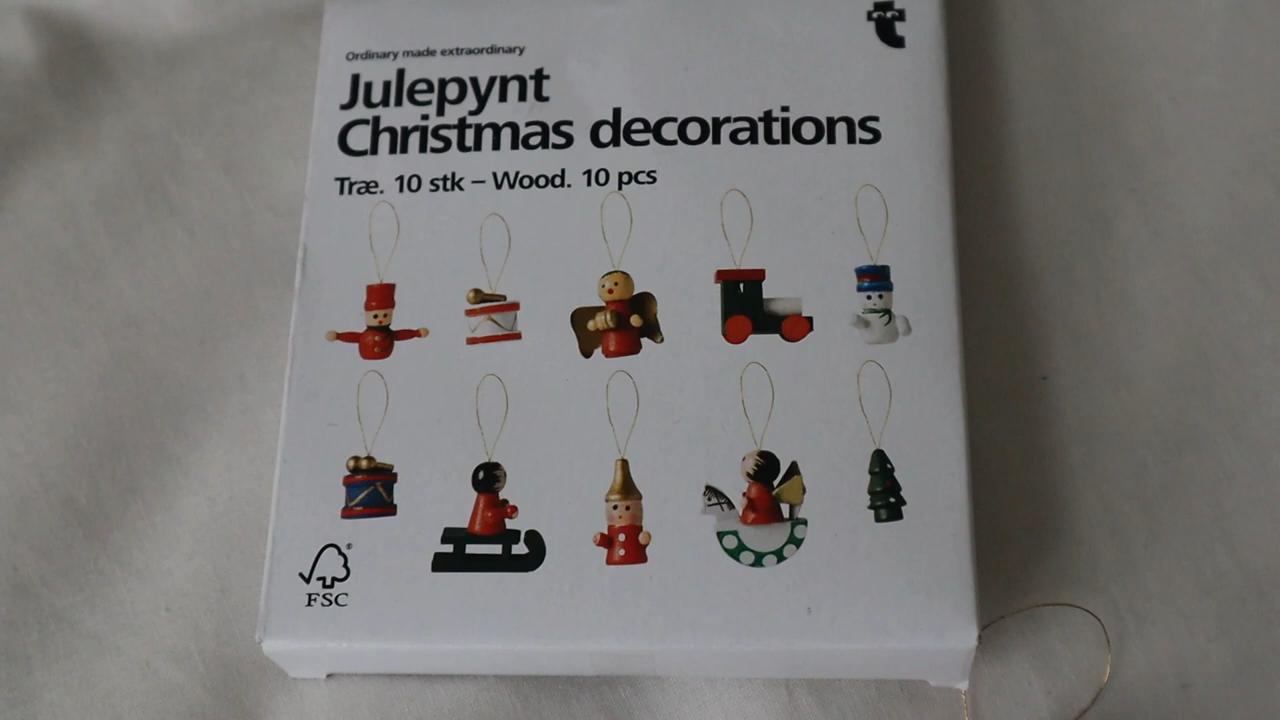 Ordinary made extraordinary
Julepynt
Christmas decorations
Træ. 10 stk – Wood. 10 pcs
FSC®